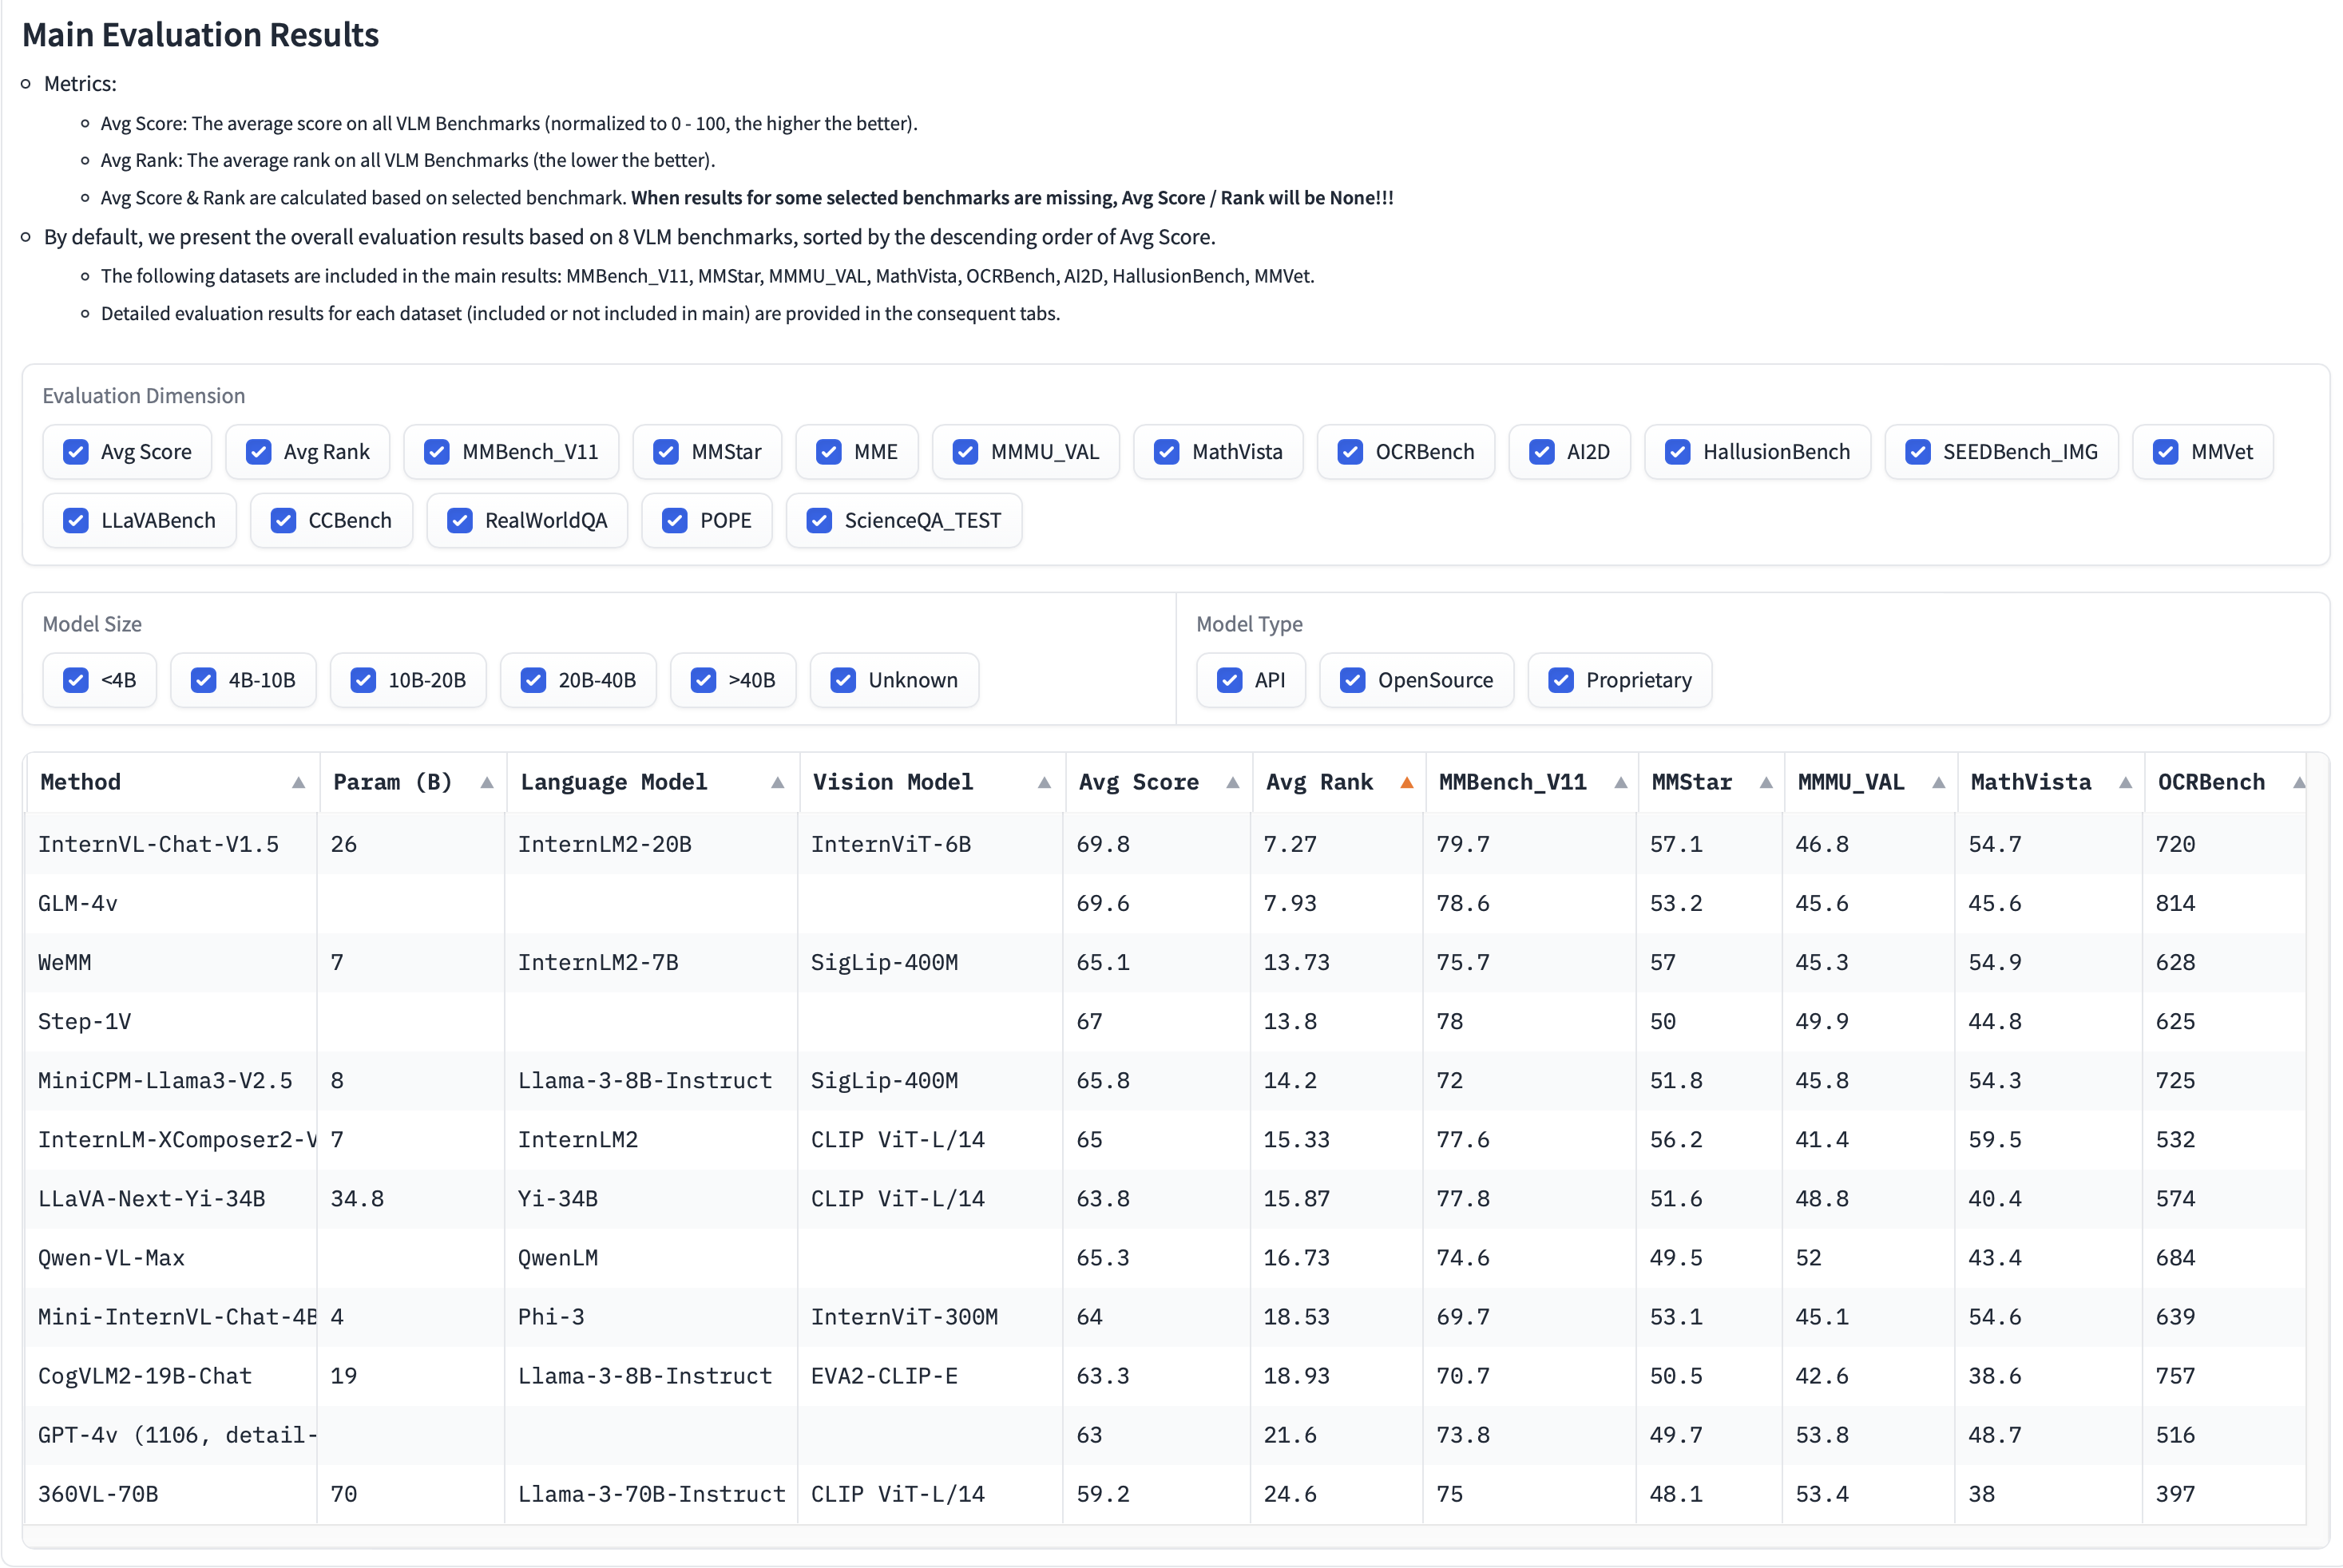 Main Evaluation Results
Metrics:
Avg Score: The average score on all VLM Benchmarks (normalized to 0 - 100, the higher the better).
Avg Rank: The average rank on all VLM Benchmarks (the lower the better).
Avg Score & Rank are calculated based on selected benchmark. When results for some selected benchmarks are missing, Avg Score / Rank will be None!!!
By default, we present the overall evaluation results based on 8 VLM benchmarks, sorted by the descending order of Avg Score.
The following datasets are included in the main results: MMBench_V11, MMStar, MMMU_VAL, MathVista, OCRBench, AI2D, HallusionBench, MMVet.
Detailed evaluation results for each dataset (included or not included in main) are provided in the consequent tabs.
Evaluation Dimension
Avg Score Avg Rank MMBench_V11 MMStar MME MMMU_VAL MathVista OCRBench AI2D HallusionBench SEEDBench_IMG MMVet
LLaVABench CCBench RealWorldQA POPE ScienceQA_TEST
Model Size
<4B 4B-10B 10B-20B 20B-40B >40B Unknown
Model Type
API OpenSource Proprietary
Method Param (B) Language Model Vision Model Avg Score Avg Rank MMBench_V11 MMStar MMMU_VAL MathVista OCRBench
InternVL-Chat-V1.5 26 InternLM2-20B InternViT-6B 69.8 7.27 79.7 57.1 46.8 54.7 720
GLM-4v 69.6 7.93 78.6 53.2 45.6 45.6 814
WeMM 7 InternLM2-7B SigLip-400M 65.1 13.73 75.7 57 45.3 54.9 628
Step-1V 67 13.8 78 50 49.9 44.8 625
MiniCPM-Llama3-V2.5 8 Llama-3-8B-Instruct SigLip-400M 65.8 14.2 72 51.8 45.8 54.3 725
InternLM-XComposer2-V 7 InternLM2 CLIP ViT-L/14 65 15.33 77.6 56.2 41.4 59.5 532
LLaVA-Next-Yi-34B 34.8 Yi-34B CLIP ViT-L/14 63.8 15.87 77.8 51.6 48.8 40.4 574
Qwen-VL-Max QwenLM 65.3 16.73 74.6 49.5 52 43.4 684
Mini-InternVL-Chat-4B 4 Phi-3 InternViT-300M 64 18.53 69.7 53.1 45.1 54.6 639
CogVLM2-19B-Chat 19 Llama-3-8B-Instruct EVA2-CLIP-E 63.3 18.93 70.7 50.5 42.6 38.6 757
GPT-4v (1106, detail- 63 21.6 73.8 49.7 53.8 48.7 516
360VL-70B 70 Llama-3-70B-Instruct CLIP ViT-L/14 59.2 24.6 75 48.1 53.4 38 397